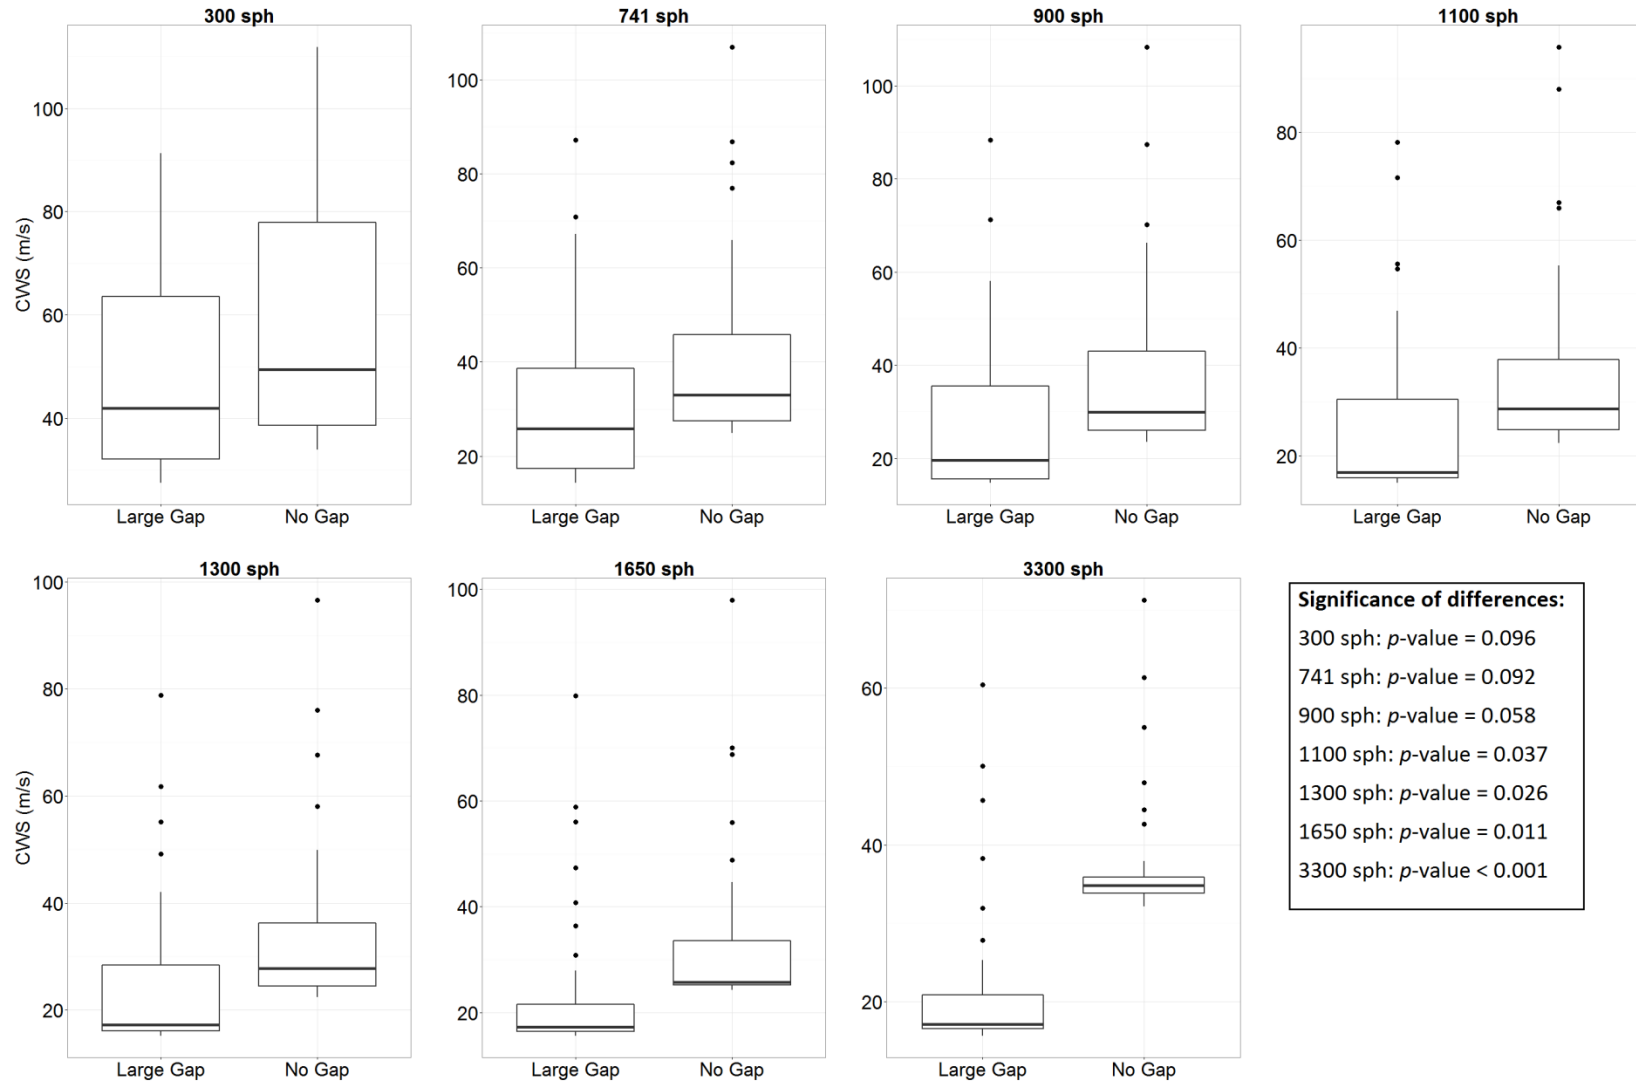 300 sph
741 sph
900 sph
1100 sph
CWS (m/s)
100
80
60
40
Large Gap
No Gap
100
80
60
40
20
Large Gap
No Gap
100
80
60
40
20
Large Gap
No Gap
80
60
40
20
Large Gap
No Gap
1300 sph
1650 sph
3300 sph
CWS (m/s)
100
80
60
40
20
Large Gap
No Gap
100
80
60
40
20
Large Gap
No Gap
60
40
20
Large Gap
No Gap
Significance of differences:
300 sph: p-value = 0.096
741 sph: p-value = 0.092
900 sph: p-value = 0.058
1100 sph: p-value = 0.037
1300 sph: p-value = 0.026
1650 sph: p-value = 0.011
3300 sph: p-value < 0.001